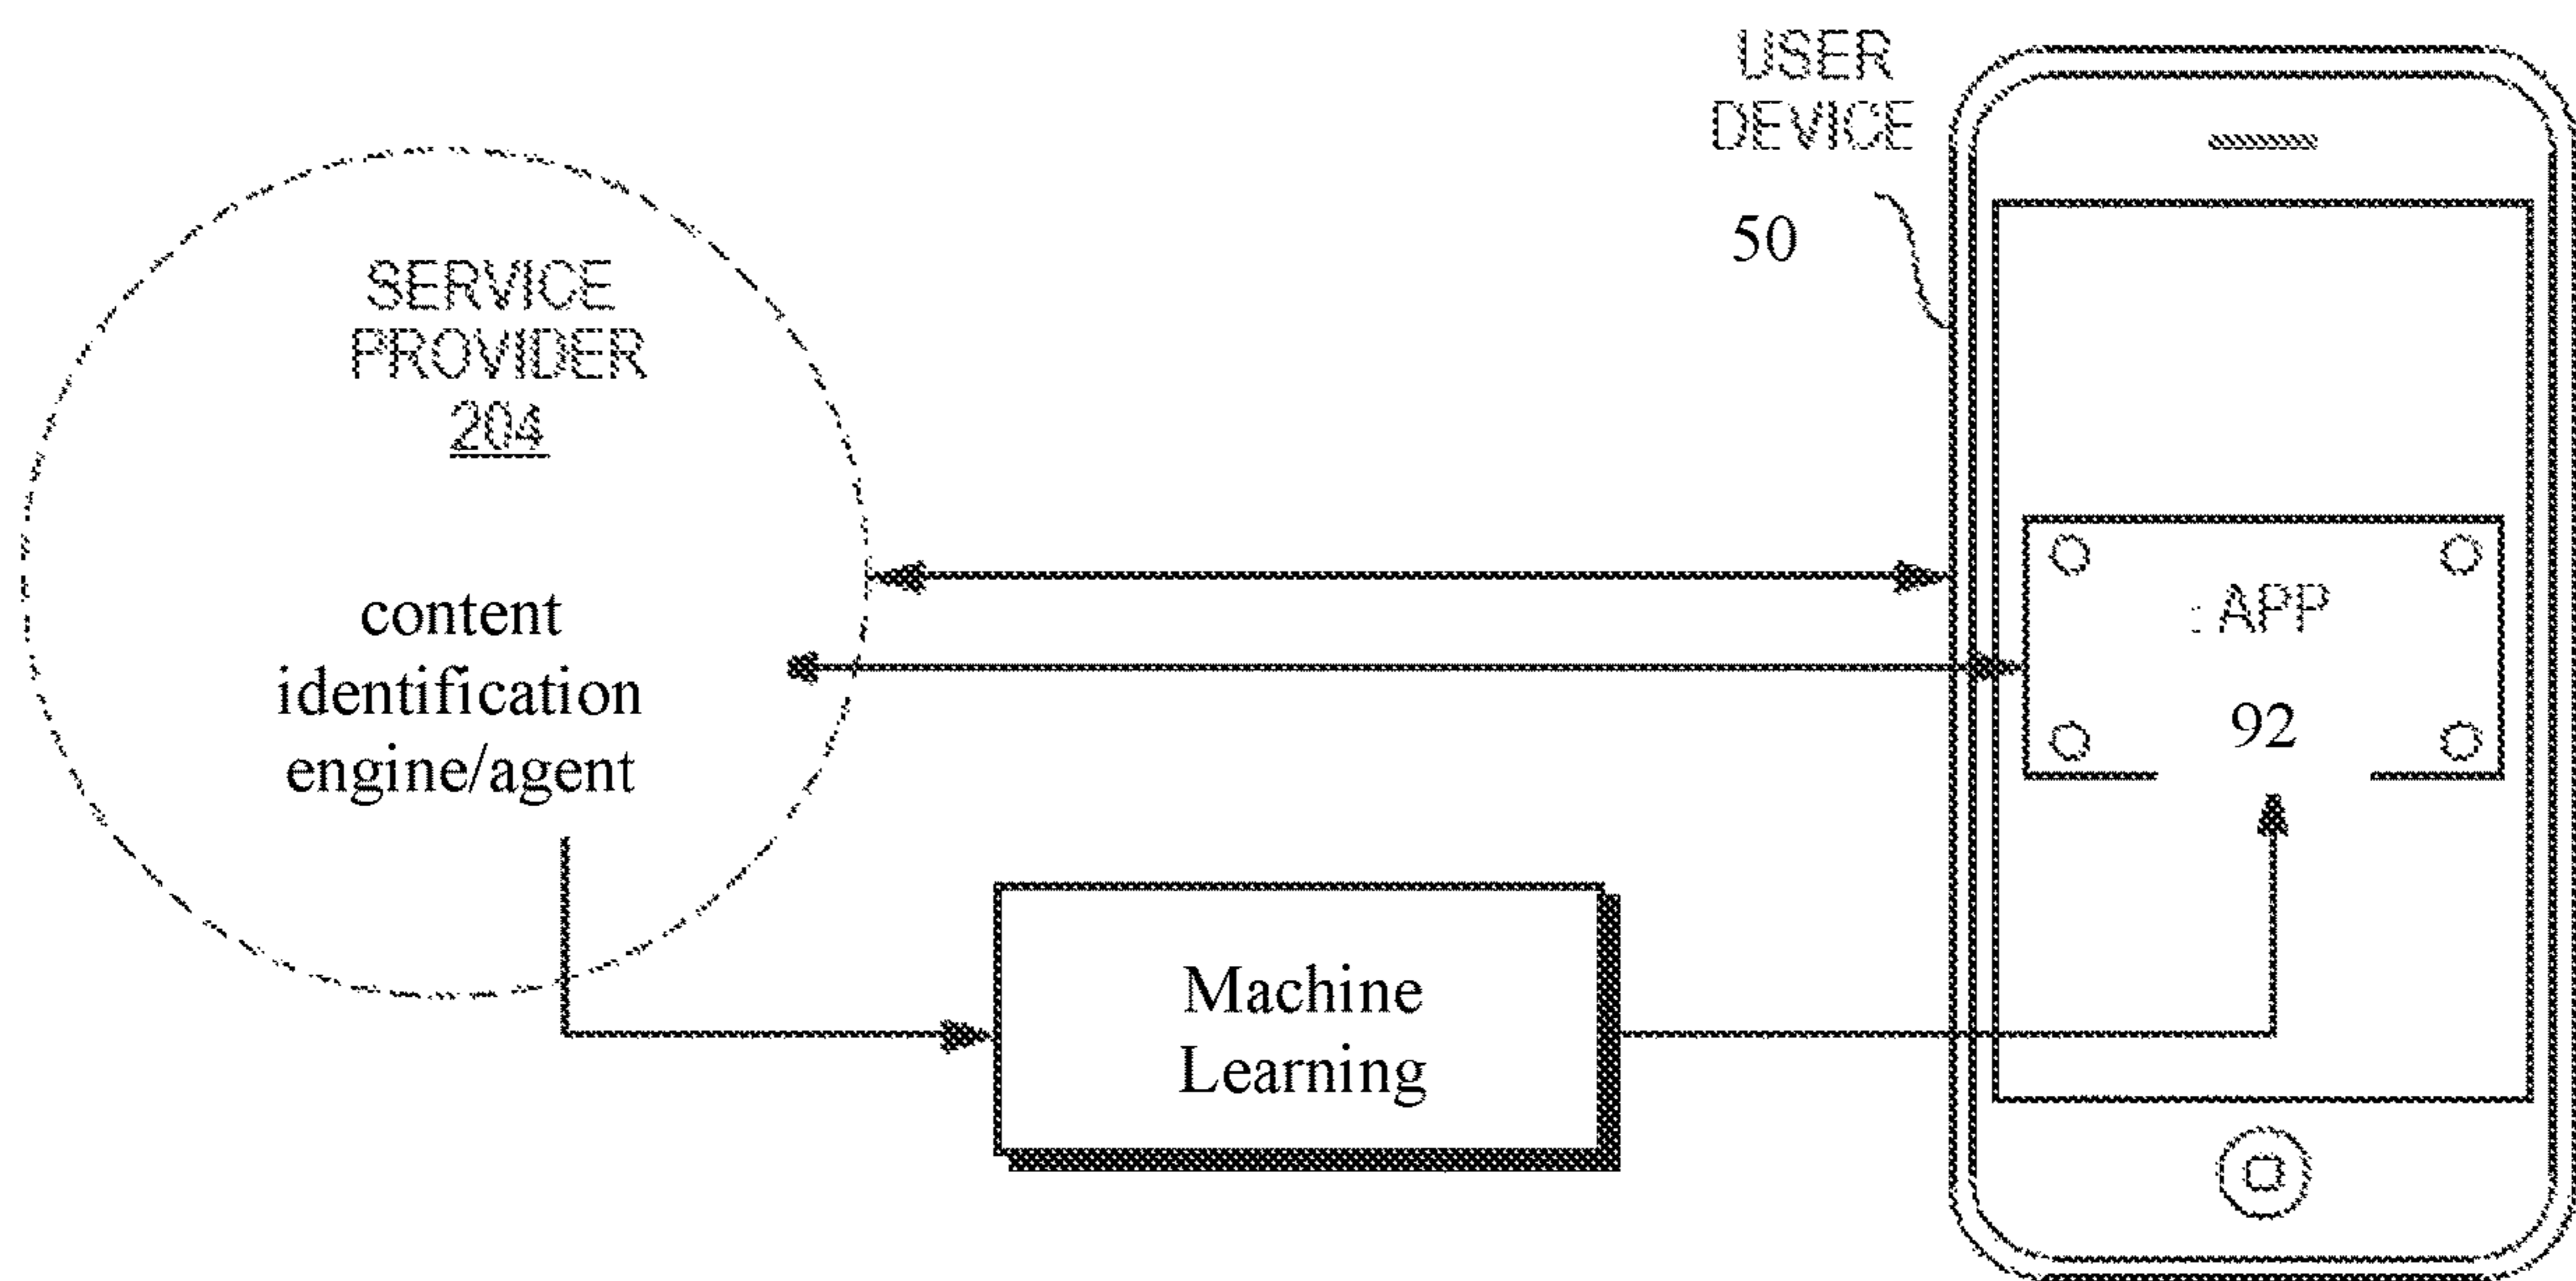 USER
DEVICE
50
SERVICE
PROVIDER
204
content
identification
engine/agent
APP
92
Machine
Learning